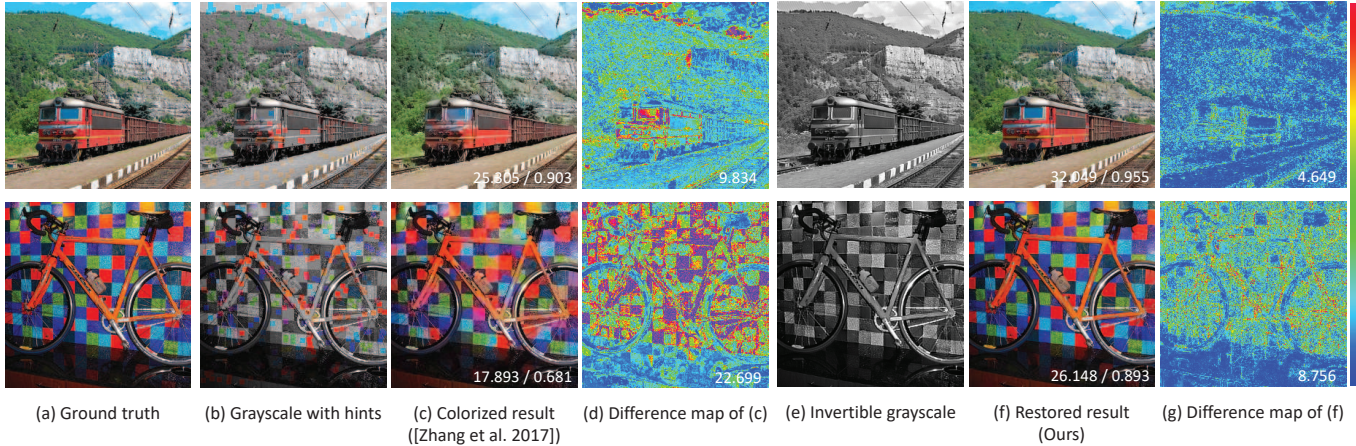 25.805 / 0.903
9.834
32.049 / 0.955
4.649
17.893 / 0.681
22.699
26.148 / 0.893
8.756
(a) Ground truth
(b) Grayscale with hints
(c) Colorized result
([Zhang et al. 2017])
(d) Difference map of (c)
(e) Invertible grayscale
(f) Restored result
(Ours)
(g) Difference map of (f)